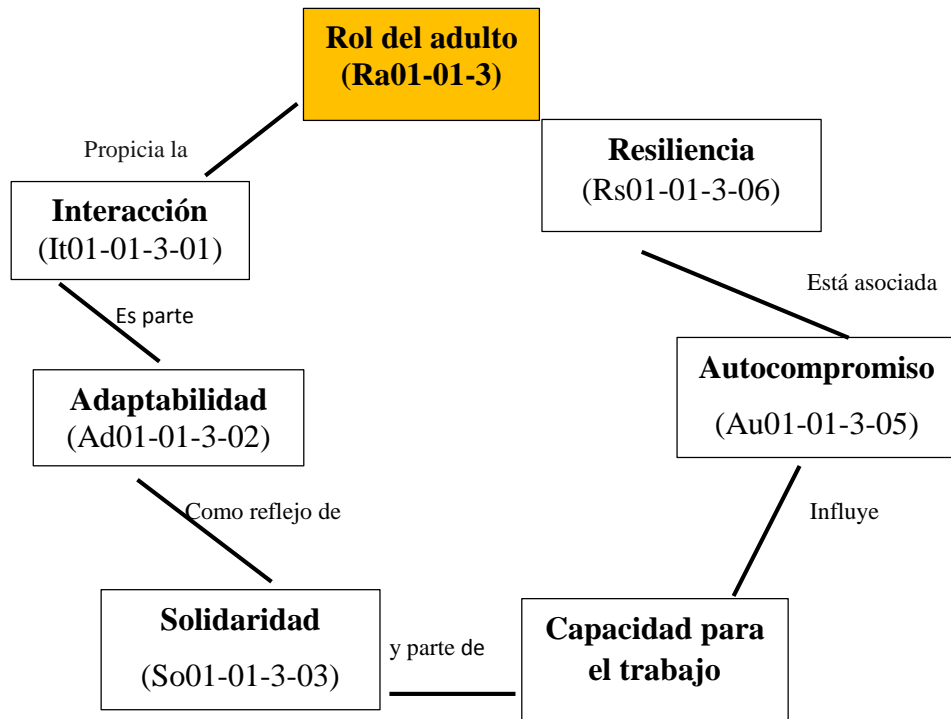 Rol del adulto
(Ra01-01-3)
Propicia la
Interacción
(It01-01-3-01)
Es parte
Adaptabilidad
(Ad01-01-3-02)
Como reflejo de
Solidaridad
(So01-01-3-03)
y parte de
Capacidad para
el trabajo
Influye
Autocompromiso
(Au01-01-3-05)
Está asociada
Resiliencia
(Rs01-01-3-06)